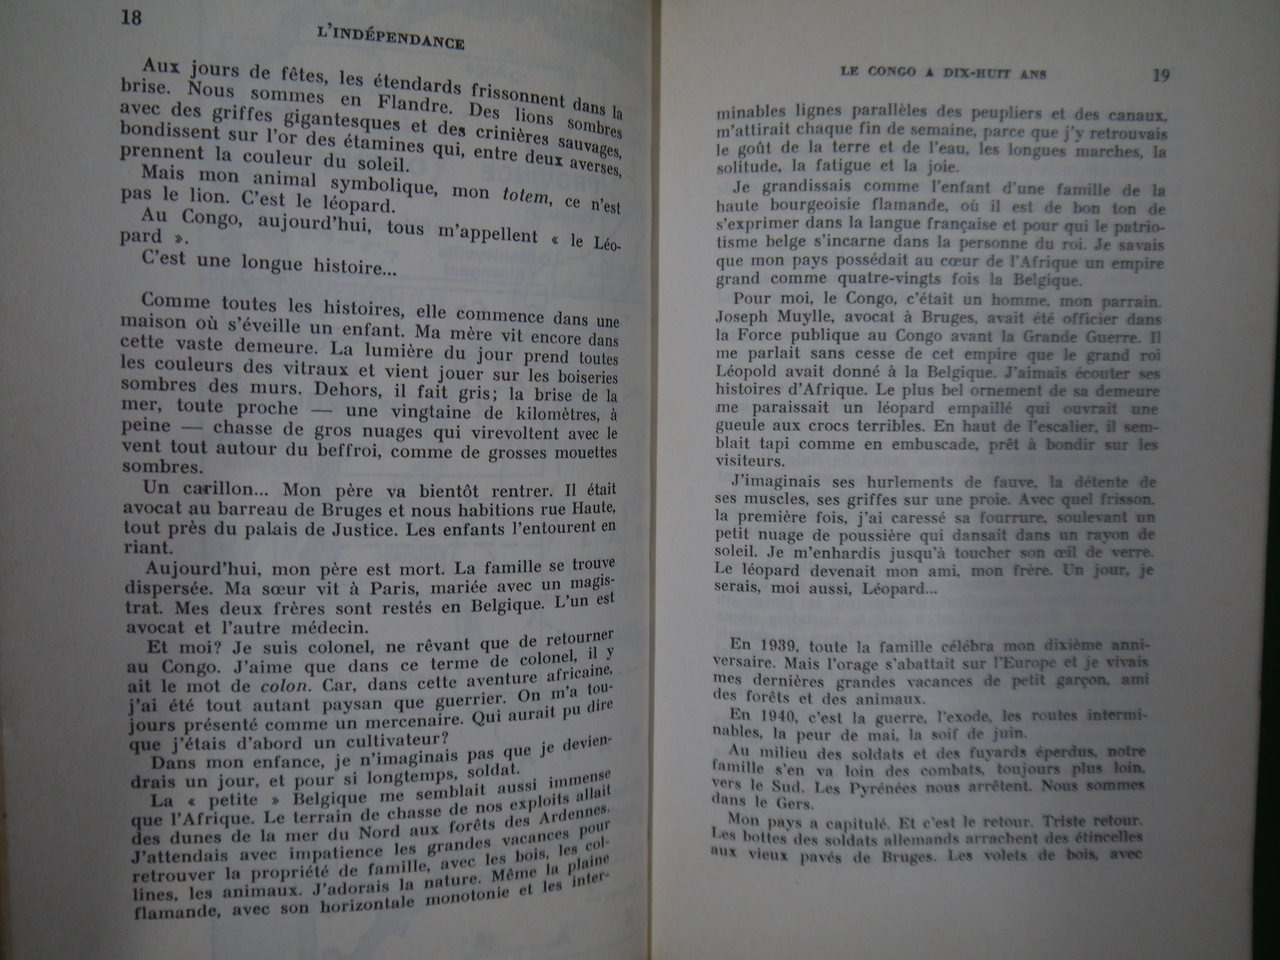 18
L'INDÉPENDANCE
Aux jours de fêtes, les étendards frissonnent dans la
brise. Nous sommes en Flandre. Des lions sombres
avec des griffes gigantesques et des crinières sauvages,
bondissent sur l'or des étamines qui, entre deux averses,
prennent la couleur du soleil.
Mais mon animal symbolique, mon totem, ce n'est
pas le lion. C'est le léopard.
Au Congo, aujourd'hui, tous m'appellent « le Léo-
pard ».
C'est une longue histoire...
Comme toutes les histoires, elle commence dans une
maison où s'éveille un enfant. Ma mère vit encore dans
cette vaste demeure. La lumière du jour prend toutes
les couleurs des vitraux et vient jouer sur les boiseries
sombres des murs. Dehors, il fait gris; la brise de la
mer, toute proche — une vingtaine de kilomètres, à
peine — chasse de gros nuages qui virevoltent avec le
vent tout autour du beffroi, comme de grosses mouettes
sombres.
Un carillon... Mon père va bientôt rentrer. Il était
avocat au barreau de Bruges et nous habitions rue Haute,
tout près du palais de Justice. Les enfants l'entourent en
riant.
Aujourd'hui, mon père est mort. La famille se trouve
dispersée. Ma sœur vit à Paris, mariée avec un magis-
trat. Mes deux frères sont restés en Belgique. L'un est
avocat et l'autre médecin.
Et moi? Je suis colonel, ne rêvant que de retourner
au Congo. J'aime que dans ce terme de colonel, il y
ait le mot de colon. Car, dans cette aventure africaine,
j'ai été tout autant paysan que guerrier. On m'a tou-
jours présenté comme un mercenaire. Qui aurait pu dire
que j'étais d'abord un cultivateur?
Dans mon enfance, je n'imaginais pas que je devien-
drais un jour, et pour si longtemps, soldat.
La « petite » Belgique me semblait aussi immense
que l'Afrique. Le terrain de chasse de nos exploits allait
des dunes de la mer du Nord aux forêts des Ardennes.
J'attendais avec impatience les grandes vacances pour
retrouver la propriété de famille, avec les bois, les col-
lines, les animaux. J'adorais la nature. Même la plaine
flamande, avec son horizontale monotonie et les inter-
LE CONGO A DIX-HUIT ANS
19
minables lignes parallèles des peupliers et des canaux,
m'attirait chaque fin de semaine, parce que j'y retrouvais
le goût de la terre et de l'eau, les longues marches, la
solitude, la fatigue et la joie.
Je grandissais comme l'enfant d'une famille de la
haute bourgeoisie flamande, où il est de bon ton de
s'exprimer dans la langue française et pour qui le patrio-
tisme belge s'incarne dans la personne du roi. Je savais
que mon pays possédait au cœur de l'Afrique un empire
grand comme quatre-vingts fois la Belgique.
Pour moi, le Congo, c'était un homme, mon parrain.
Joseph Muylle, avocat à Bruges, avait été officier dans
la Force publique au Congo avant la Grande Guerre. Il
me parlait sans cesse de cet empire que le grand roi
Léopold avait donné à la Belgique. J'aimais écouter ses
histoires d'Afrique. Le plus bel ornement de sa demeure
me paraissait un léopard empaillé qui ouvrait une
gueule aux crocs terribles. En haut de l'escalier, il sem-
blait tapi comme en embuscade, prêt à bondir sur les
visiteurs.
J'imaginais ses hurlements de fauve, la détente de
ses muscles, ses griffes sur une proie. Avec quel frisson,
la première fois, j'ai caressé sa fourrure, soulevant un
petit nuage de poussière qui dansait dans un rayon de
soleil. Je m'enhardis jusqu'à toucher son œil de verre.
Le léopard devenait mon ami, mon frère. Un jour, je
serais, moi aussi, Léopard...
En 1939, toute la famille célébra mon dixième anni-
versaire. Mais l'orage s'abattait sur l'Europe et je vivais
mes dernières grandes vacances de petit garçon, ami
des forêts et des animaux.
En 1940, c'est la guerre, l'exode, les routes intermi-
nables, la peur de mai, la soif de juin.
Au milieu des soldats et des fuyards éperdus, notre
famille s'en va loin des combats, toujours plus loin,
vers le Sud. Les Pyrénées nous arrêtent. Nous sommes
dans le Gers.
Mon pays a capitulé. Et c'est le retour. Triste retour.
Les bottes des soldats allemands arrachent des étincelles
aux vieux pavés de Bruges. Les volets de bois, avec